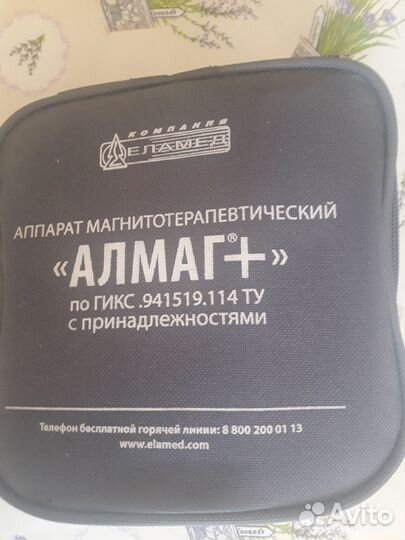 КОМПАНИЯ
ЕЛАМЕД
АППАРАТ МАГНИТОТЕРАПЕВТИЧЕСКИЙ
«АЛМАГ®+»
по ГИКС .941519.114 ТУ
с принадлежностями
Телефон бесплатной горячей линии: 8 800 200 01 13
www.elamed.com
Avito